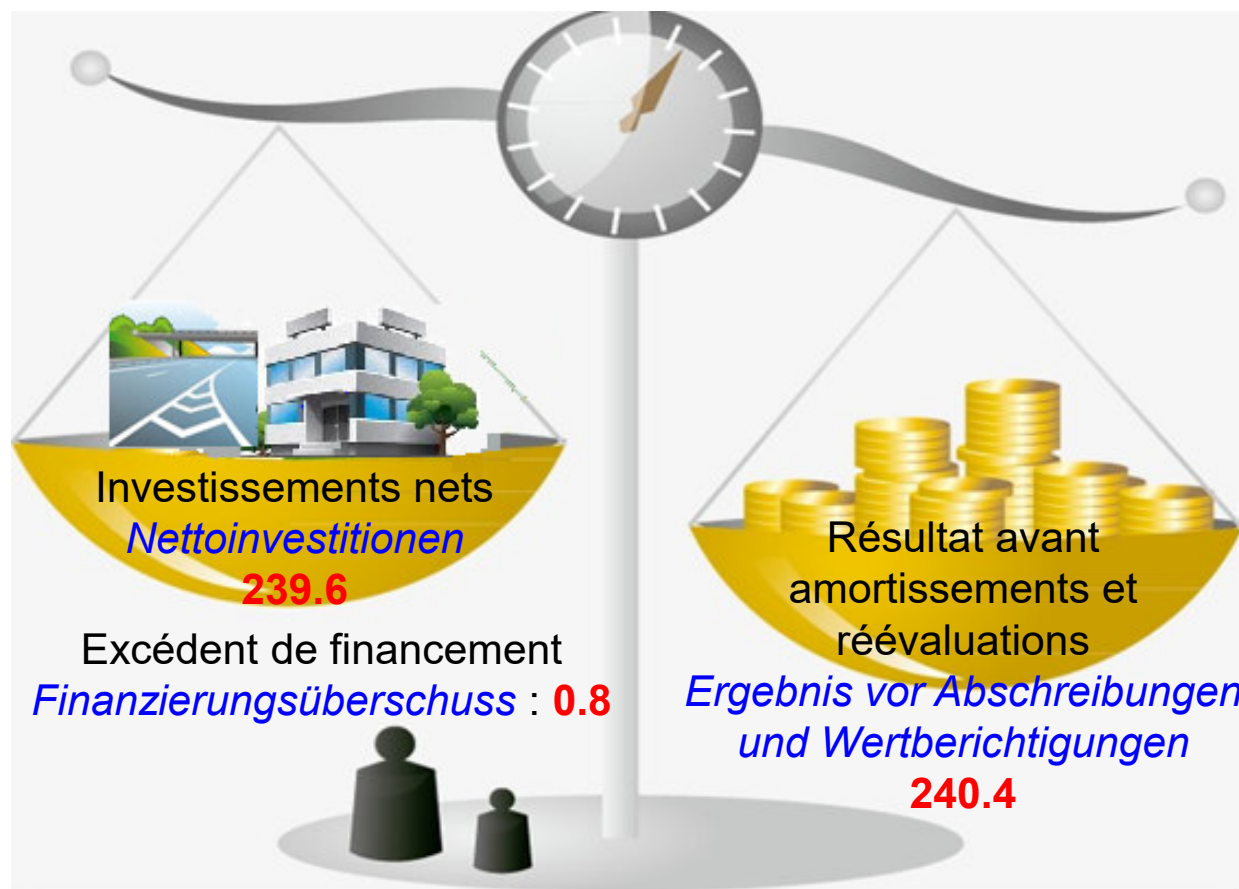 Investissements nets
Nettoinvestitionen
239.6
Excédent de financement
Finanzierungsüberschuss : 0.8
Résultat avant
amortissements et
réévaluations
Ergebnis vor Abschreibungen
und Wertberichtigungen
240.4